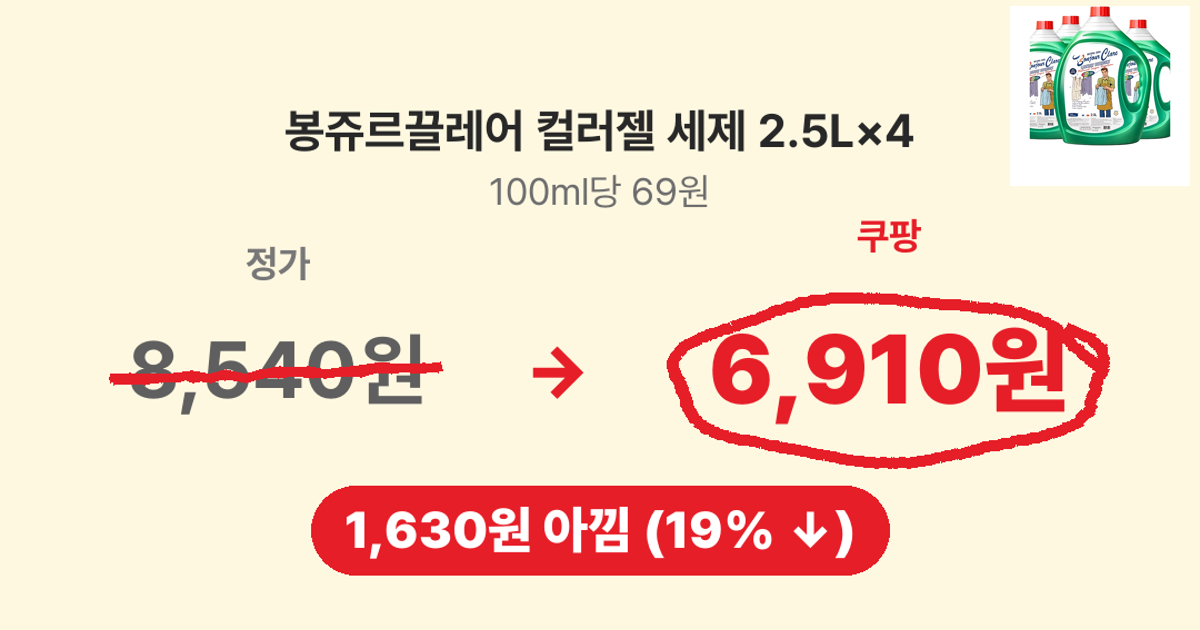 봉쥬르끌레어 컬러젤 세제 2.5L×4
100ml당 69원
정가
쿠팡
8,540원
→
6,910원
1,630원 아낌 (19% ↓)
Bonjour Clare